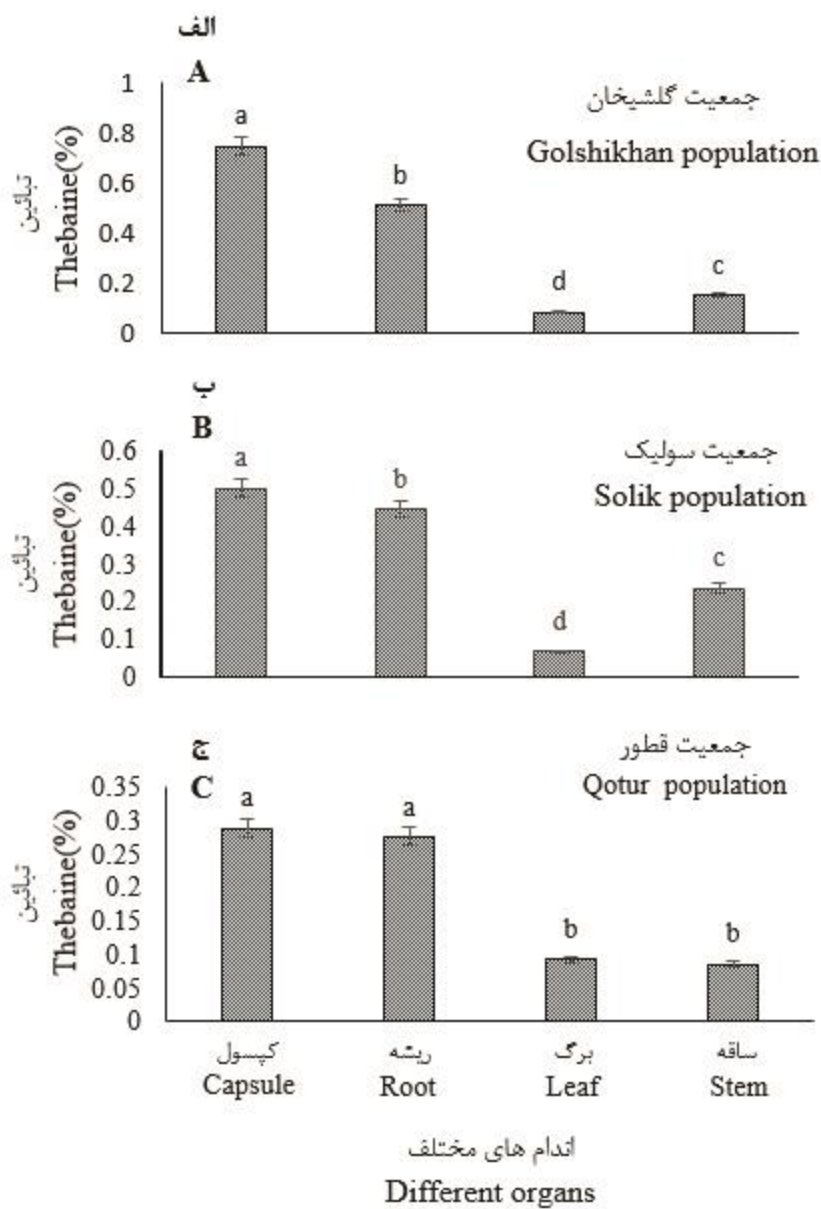 الف
A
جمعیت گلشیخان
Golshikhan population
تبائین
Thebaine(%)
1
0.8
0.6
0.4
0.2
0
a
b
d
c
ب
B
جمعیت سولیک
Solik population
تبائین
Thebaine(%)
0.6
0.5
0.4
0.3
0.2
0.1
0
a
b
d
c
ج
C
جمعیت قطور
Qotur population
تبائین
Thebaine(%)
0.35
0.3
0.25
0.2
0.15
0.1
0.05
0
a
a
b
b
کپسول ریشه برگ ساقه
Capsule Root Leaf Stem
اندام های مختلف
Different organs